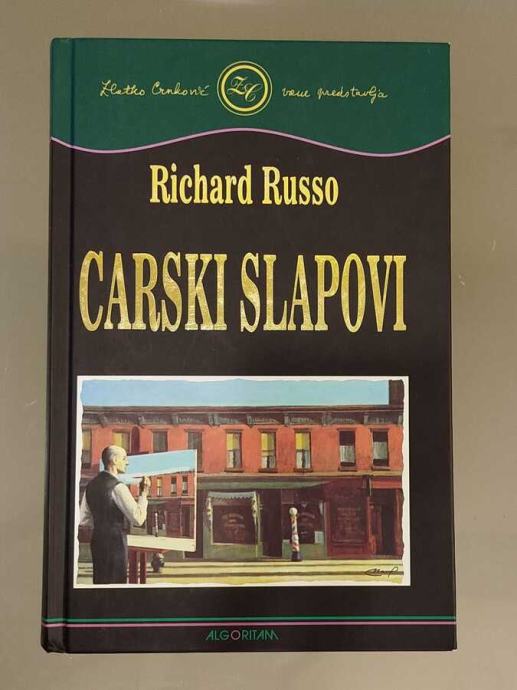 Zlatko Crnković ZC vam predstavlja
Richard Russo
CARSKI SLAPOVI
ALGORITAM